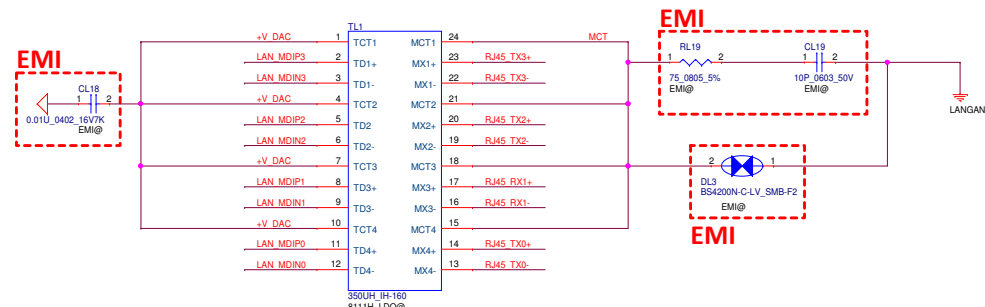 EMI
TL1
EMI
+V_DAC 1 TCT1 MCT1 24 MCT
RL19 CL19
LAN_MDIP3 2 TD1+ MX1+ 23 RJ45_TX3+
1 2 1 2
LAN_MDIN3 3 TD1- MX1- 22 RJ45_TX3-
75_0805_5% 10P_0603_50V
EMI@ EMI@
CL18
1 2
+V_DAC 4 TCT2 MCT2 21
LANGAN
0.01U_0402_16V7K
EMI@
LAN_MDIP2 5 TD2 MX2+ 20 RJ45_TX2+
LAN_MDIN2 6 TD2- MX2- 19 RJ45_TX2-
+V_DAC 7 TCT3 MCT3 18
2 1
LAN_MDIP1 8 TD3+ MX3+ 17 RJ45_RX1+
DL3
BS4200N-C-LV_SMB-F2
EMI@
LAN_MDIN1 9 TD3- MX3- 16 RJ45_RX1-
+V_DAC 10 TCT4 MCT4 15
EMI
LAN_MDIP0 11 TD4+ MX4+ 14 RJ45_TX0+
LAN_MDIN0 12 TD4- MX4- 13 RJ45_TX0-
350UH_IH-160
8111H_LDO@